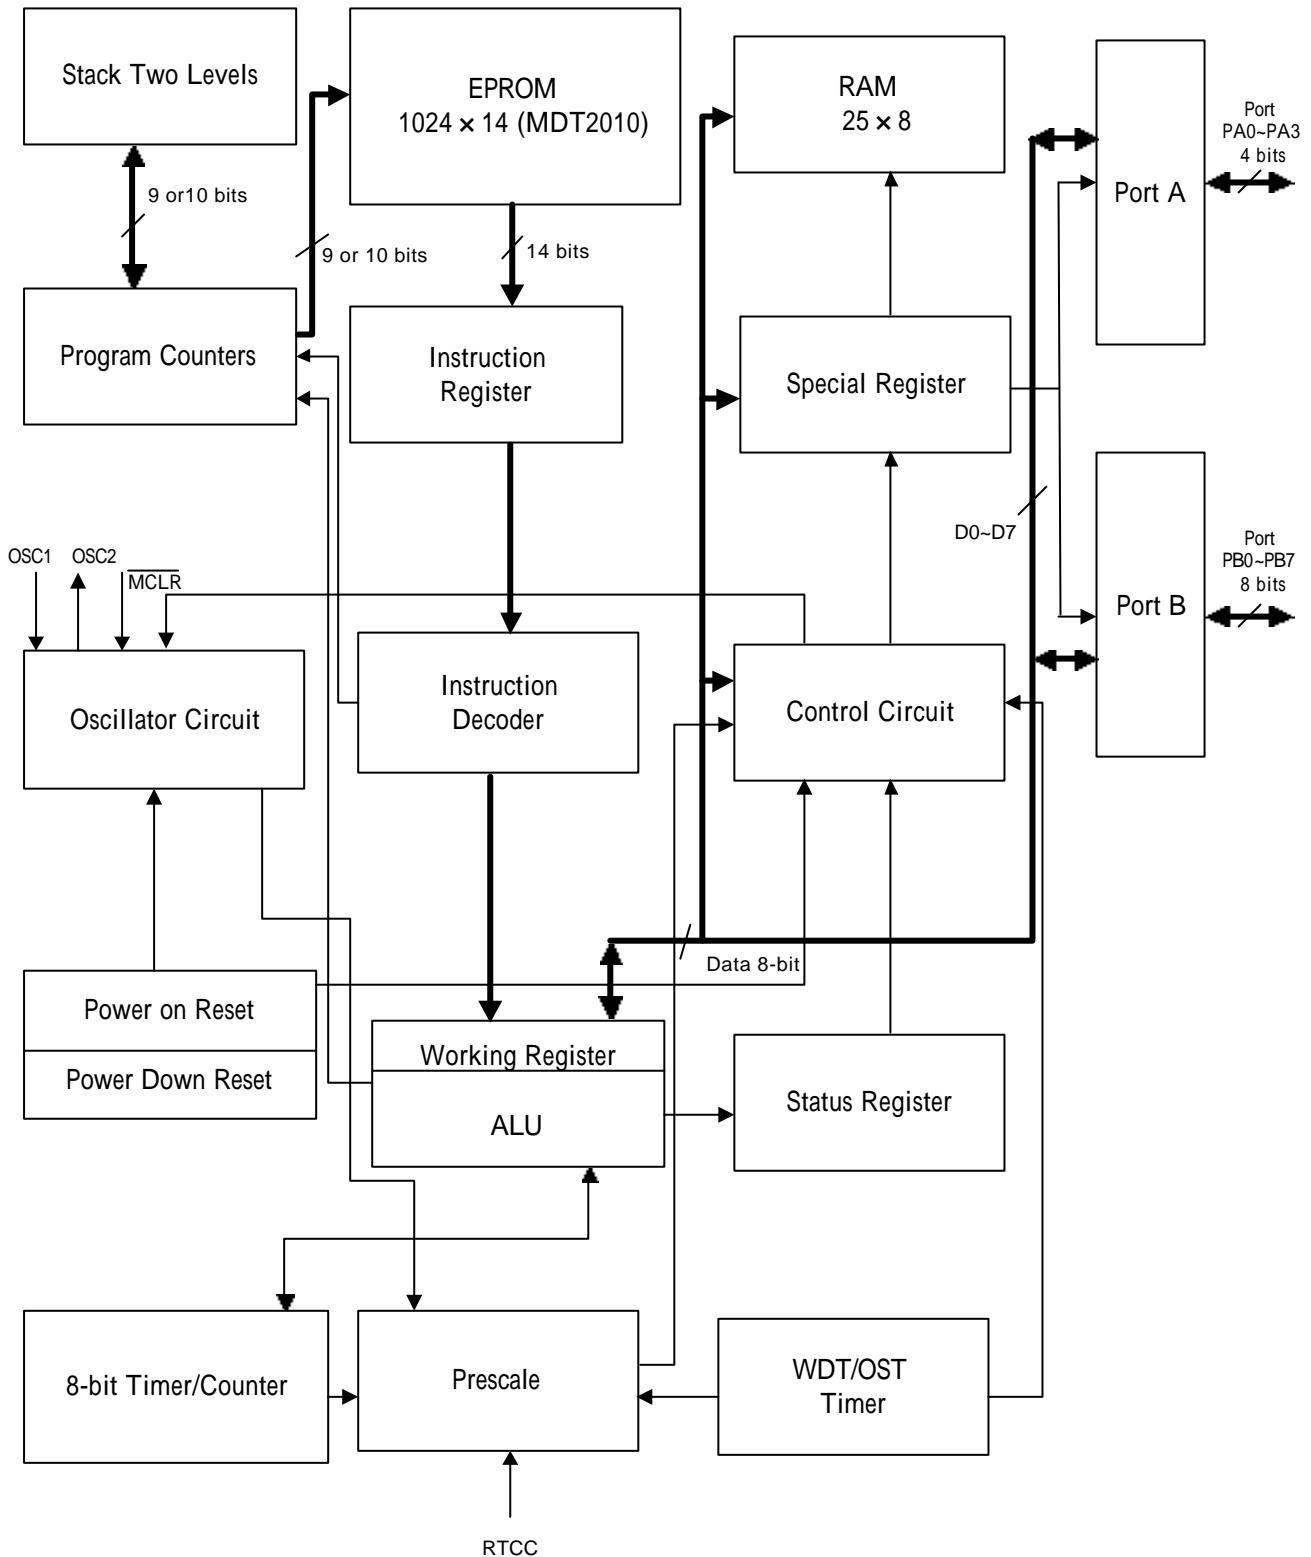 Stack Two Levels
EPROM
1024 × 14 (MDT2010)
RAM
25 × 8
Port
PA0~PA3
4 bits
Port A
9 or10 bits
9 or 10 bits
14 bits
Program Counters
Instruction
Register
Special Register
D0~D7
OSC1
OSC2
MCLR
Port
PB0~PB7
8 bits
Port B
Oscillator Circuit
Instruction
Decoder
Control Circuit
Data 8-bit
Power on Reset
Power Down Reset
Working Register
ALU
Status Register
8-bit Timer/Counter
Prescale
WDT/OST
Timer
RTCC